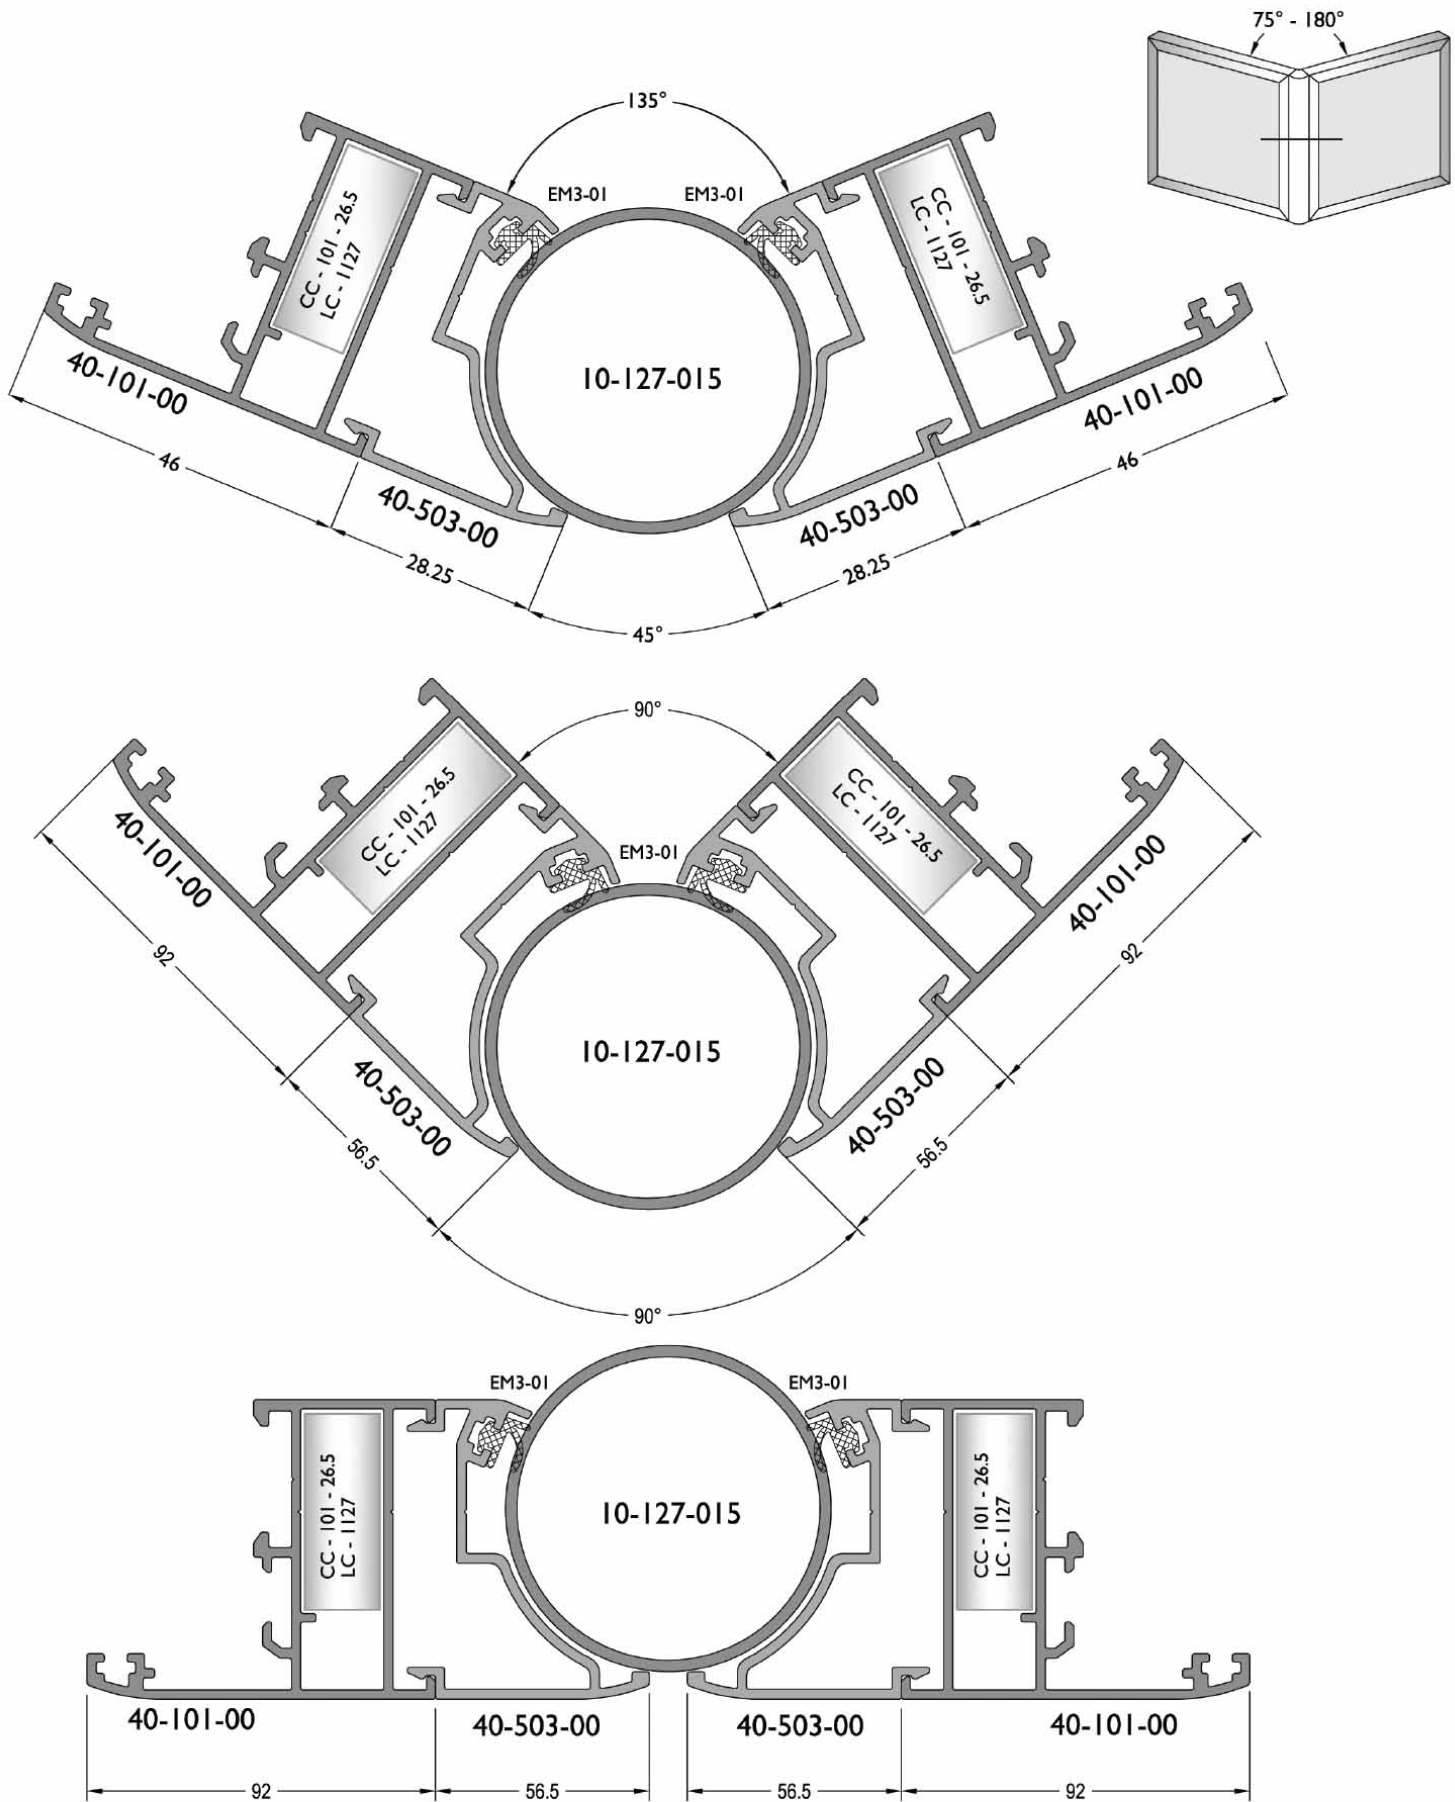 75° - 180°
135°
EM3-01
EM3-01
CC - 101 - 26.5
LC - 1127
CC - 101 - 26.5
LC - 1127
10-127-015
40-101-00
40-101-00
46
46
40-503-00
40-503-00
28.25
28.25
45°
90°
CC - 101 - 26.5
LC - 1127
CC - 101 - 26.5
LC - 1127
EM3-01
40-101-00
40-101-00
92
92
10-127-015
40-503-00
40-503-00
56.5
56.5
90°
EM3-01
EM3-01
CC - 101 - 26.5
LC - 1127
10-127-015
CC - 101 - 26.5
LC - 1127
40-101-00
40-503-00
40-503-00
40-101-00
92
56.5
56.5
92